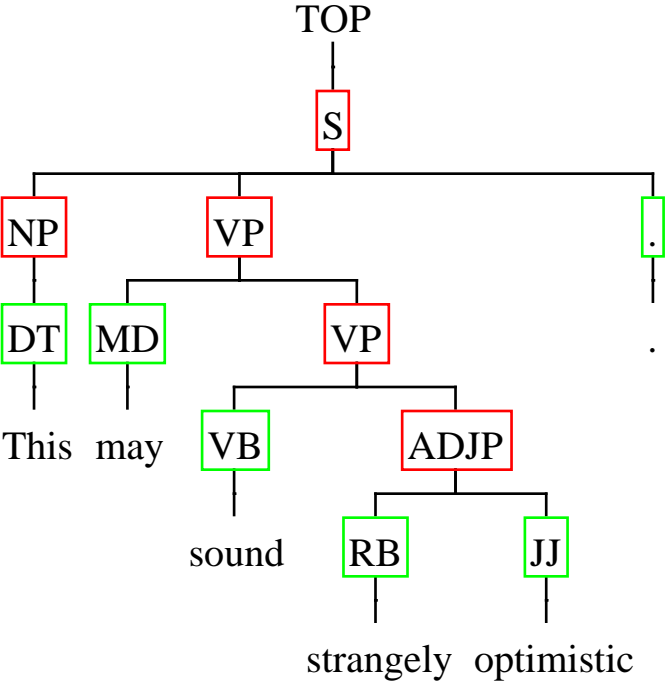 TOP
S
NP VP .
DT MD VP .
This may VB ADJP
sound RB JJ
strangely optimistic